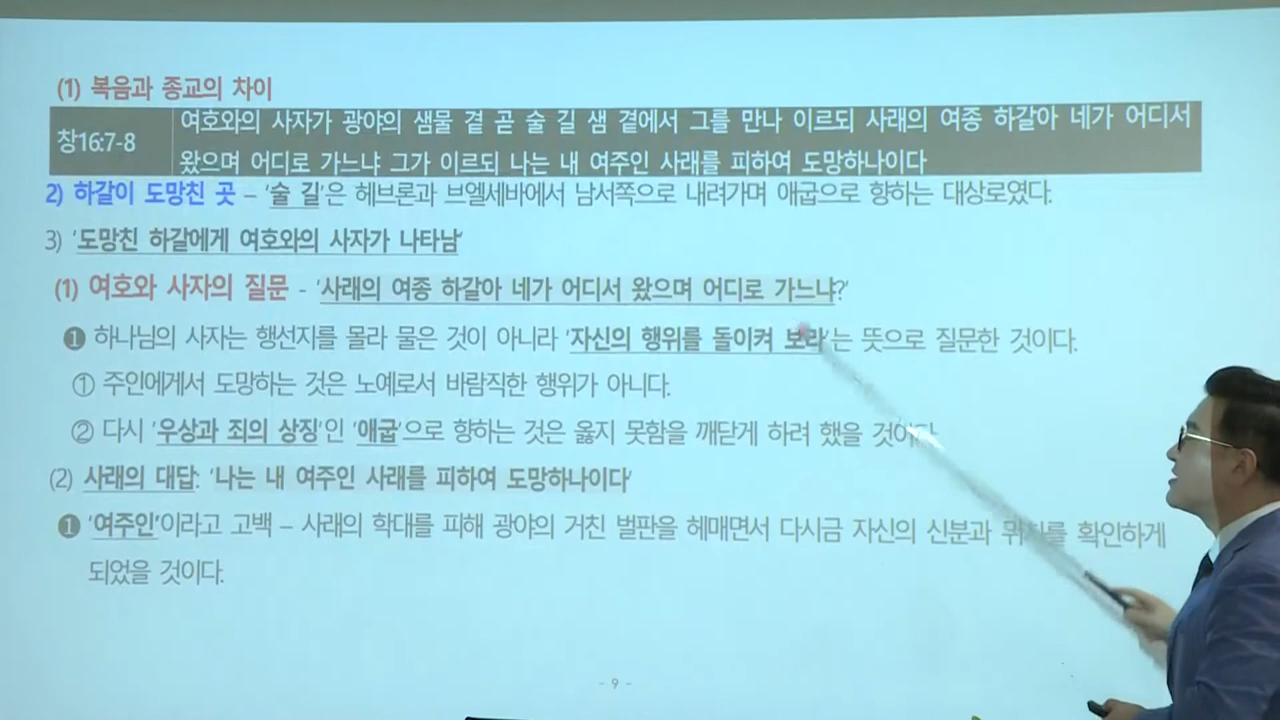 (1) 복음과 종교의 차이
창16:7-8
여호와의 사자가 광야의 샘물 곁 곧 술 길 샘 곁에서 그를 만나 이르되 사래의 여종 하갈아 네가 어디서
왔으며 어디로 가느냐 그가 이르되 나는 내 여주인 사래를 피하여 도망하나이다
2) 하갈이 도망친 곳 – '술 길'은 헤브론과 브엘세바에서 남서쪽으로 내려가며 애굽으로 향하는 대상로였다.
3) '도망친 하갈에게 여호와의 사자가 나타남'
(1) 여호와 사자의 질문 - '사래의 여종 하갈아 네가 어디서 왔으며 어디로 가느냐?'
❶ 하나님의 사자는 행선지를 몰라 물은 것이 아니라 '자신의 행위를 돌이켜 보라'는 뜻으로 질문한 것이다.
① 주인에게서 도망하는 것은 노예로서 바람직한 행위가 아니다.
② 다시 '우상과 죄의 상징'인 '애굽'으로 향하는 것은 옳지 못함을 깨닫게 하려 했을 것이다.
(2) 사래의 대답: '나는 내 여주인 사래를 피하여 도망하나이다'
❶ '여주인'이라고 고백 – 사래의 학대를 피해 광야의 거친 벌판을 헤매면서 다시금 자신의 신분과 위치를 확인하게
되었을 것이다.
- 9 -